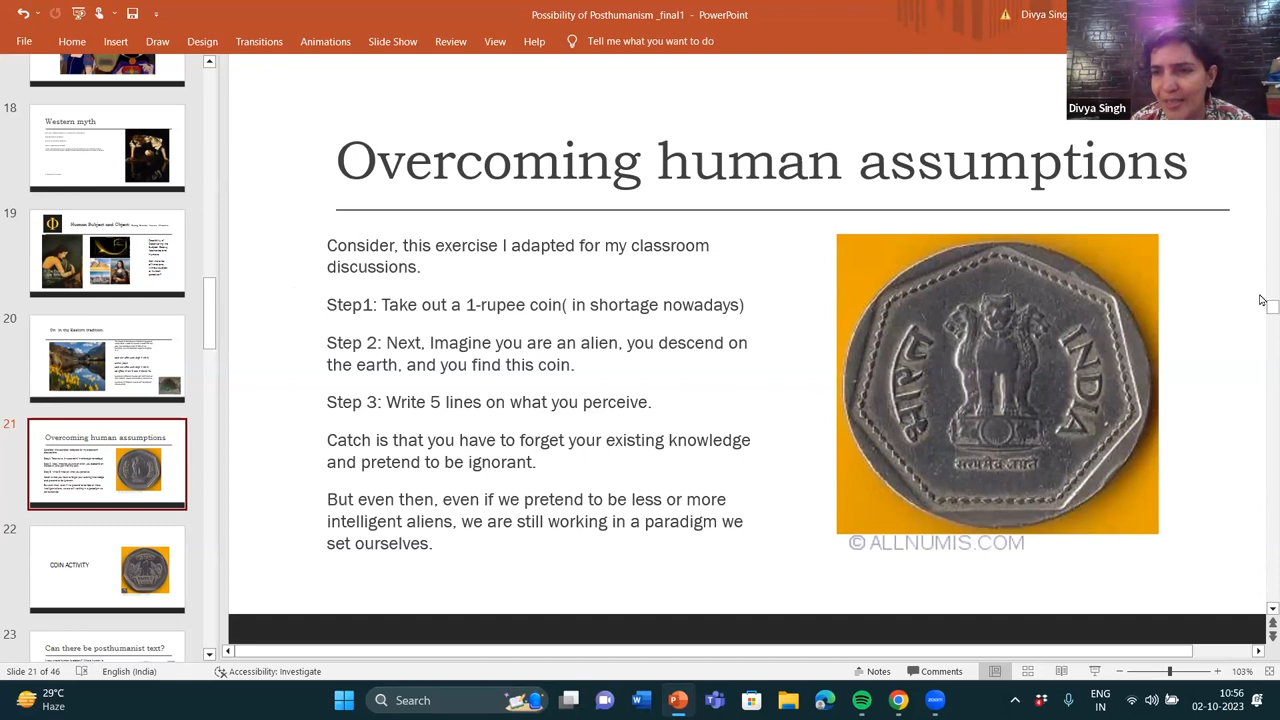 Possibility of Posthumanism _final1 - PowerPoint
Divya Sing
File Home Insert Draw Design Transitions Animations Slide Show Review View Help Tell me what you want to do
Divya Singh
18
Western myth
19
Human Subject and Object
20
On in the Eastern traditions.
21
Overcoming human assumptions
22
COIN ACTIVITY
23
Can there be posthumanist text?
Overcoming human assumptions
Consider, this exercise I adapted for my classroom
discussions.
Step1: Take out a 1-rupee coin( in shortage nowadays)
Step 2: Next, Imagine you are an alien, you descend on
the earth, and you find this coin.
Step 3: Write 5 lines on what you perceive.
Catch is that you have to forget your existing knowledge
and pretend to be ignorant.
But even then, even if we pretend to be less or more
intelligent aliens, we are still working in a paradigm we
set ourselves.
भारत
INDIA
सत्यमेव जयते
© ALLNUMIS.COM
Slide 21 of 46 English (India) Accessibility: Investigate Notes Comments 103%
29°C
Haze
Search
ENG
IN
10:56
02-10-2023